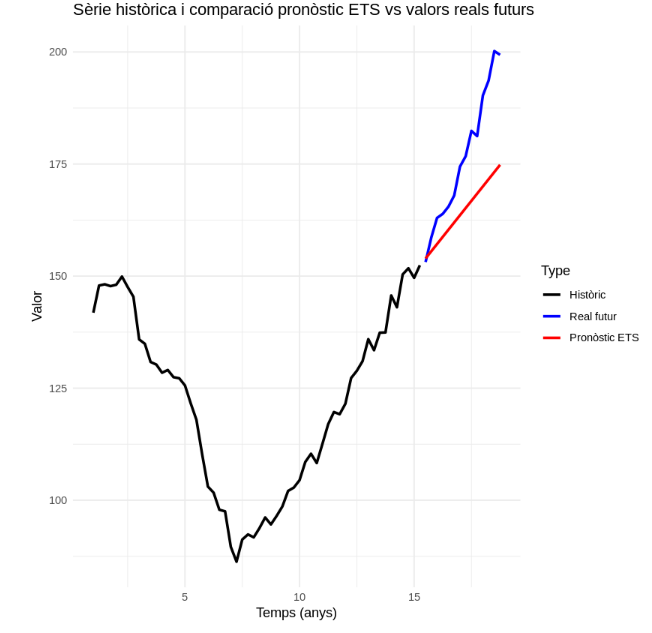 Sèrie històrica i comparació pronòstic ETS vs valors reals futurs
200
175
150
125
100
Valor
5
10
15
Temps (anys)
Type
Històric
Real futur
Pronòstic ETS